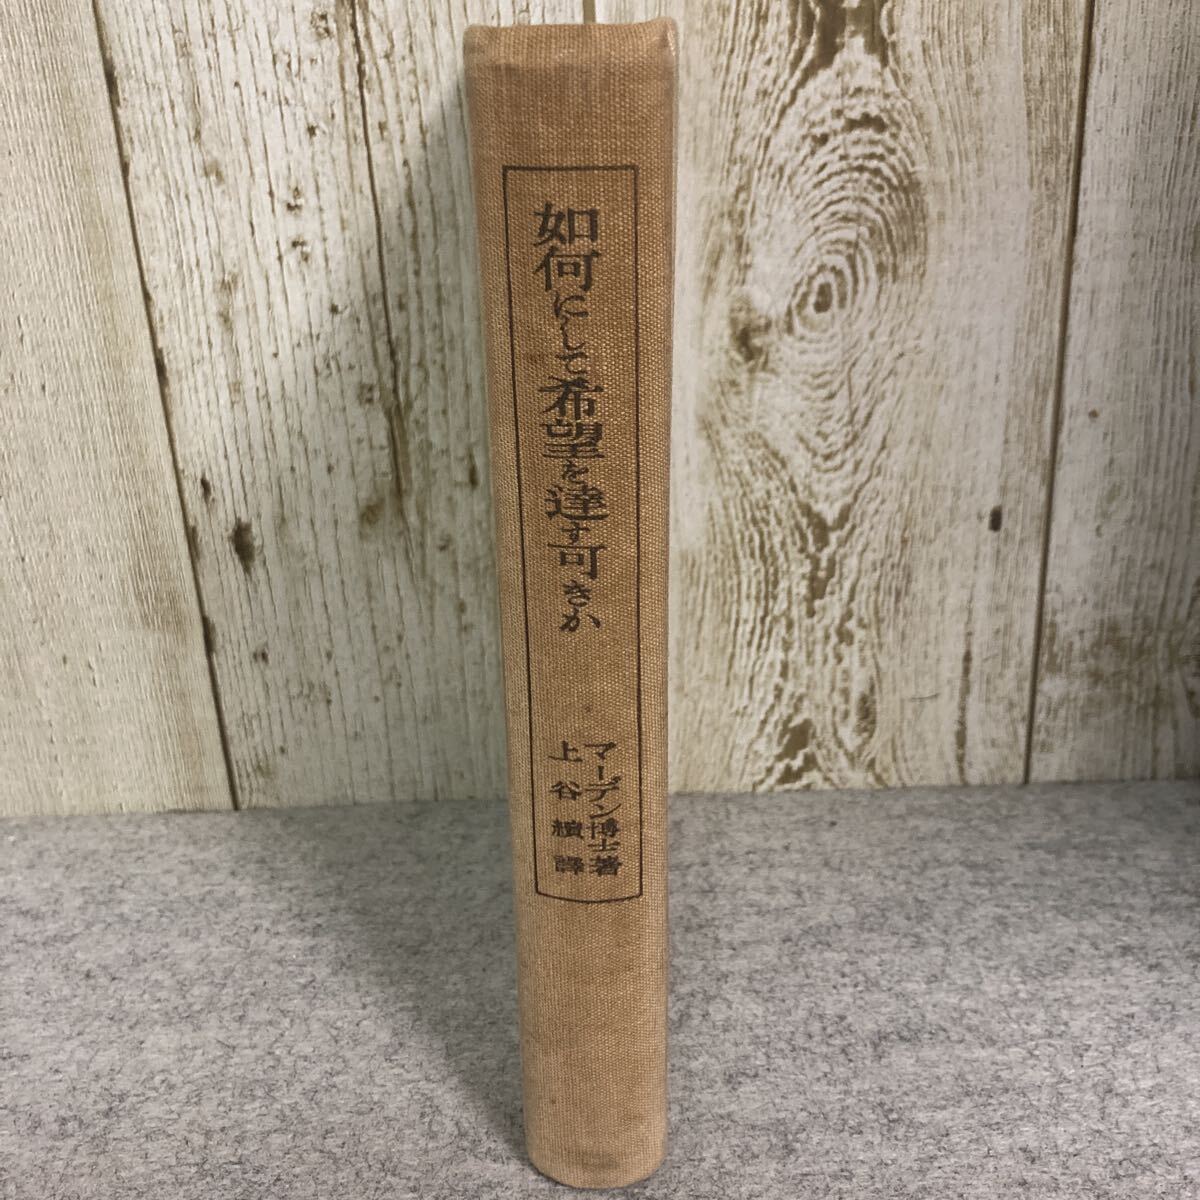 如何にして希望を達す可きか
マーデン博士著
上谷續譯